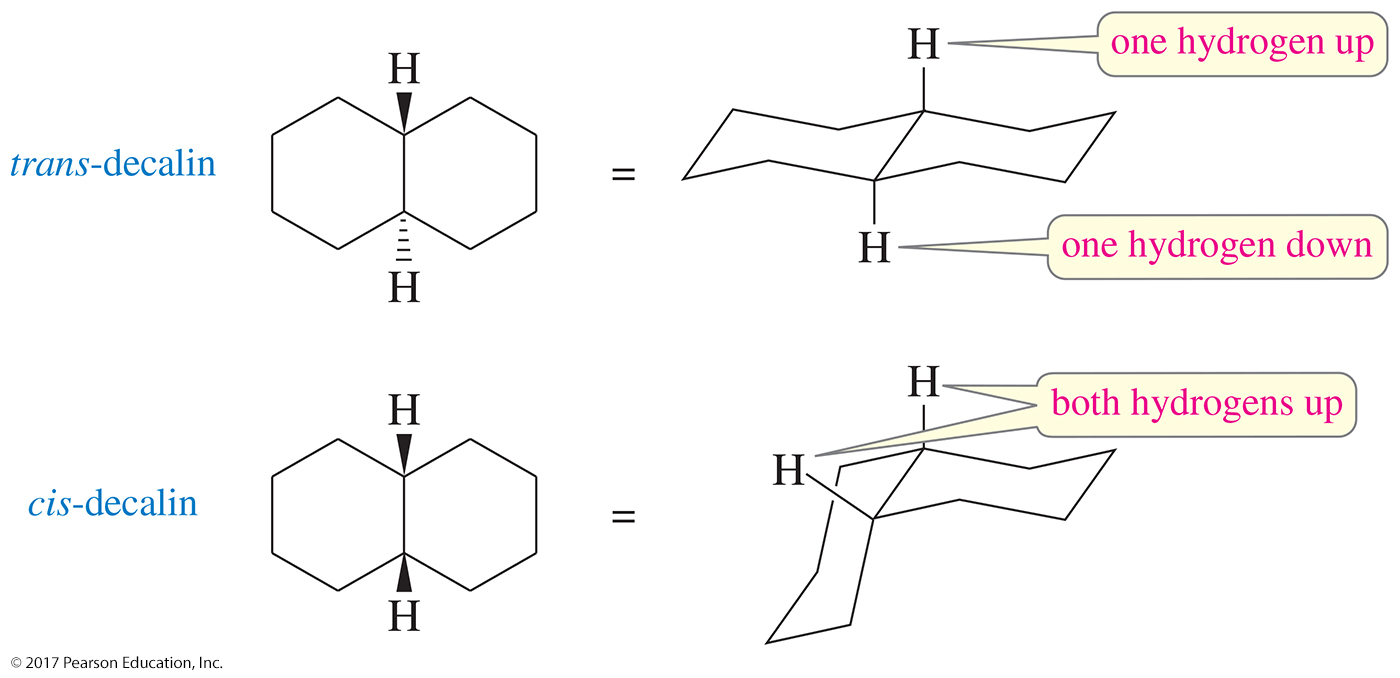 H
one hydrogen up
trans-decalin
=
H
one hydrogen down
H
H
H
both hydrogens up
H
cis-decalin
=
H
© 2017 Pearson Education, Inc.